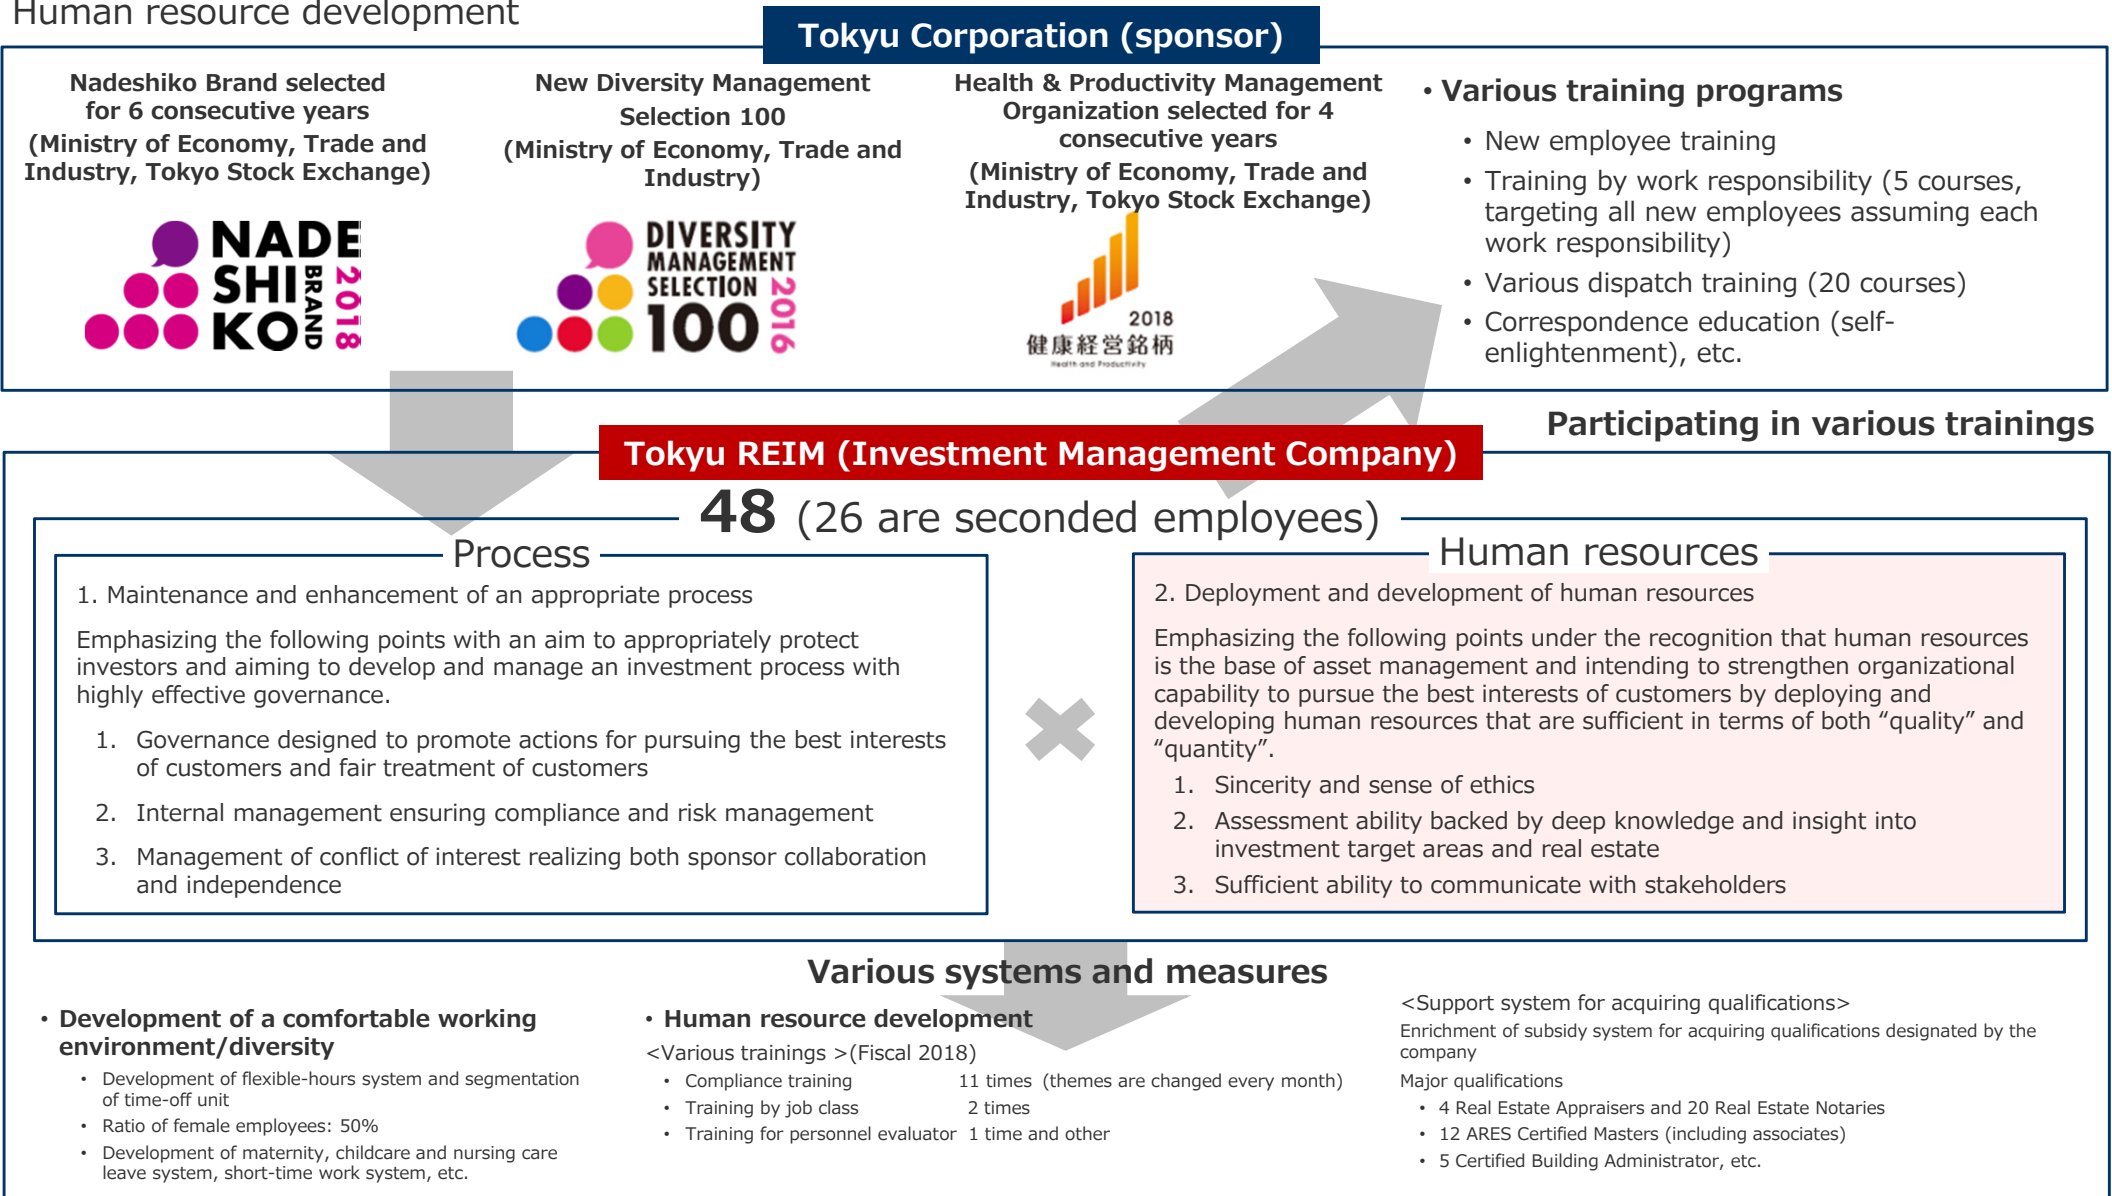 Human resource development
Tokyu Corporation (sponsor)
Nadeshiko Brand selected
for 6 consecutive years
(Ministry of Economy, Trade and
Industry, Tokyo Stock Exchange)
NADE
SHI
KO
BRAND
2018
New Diversity Management
Selection 100
(Ministry of Economy, Trade and
Industry)
DIVERSITY
MANAGEMENT
SELECTION
100
2016
Health & Productivity Management
Organization selected for 4
consecutive years
(Ministry of Economy, Trade and
Industry, Tokyo Stock Exchange)
2018
健康経営銘柄
Health and Productivity
• Various training programs
• New employee training
• Training by work responsibility (5 courses,
targeting all new employees assuming each
work responsibility)
• Various dispatch training (20 courses)
• Correspondence education (self-
enlightenment), etc.
Participating in various trainings
Tokyu REIM (Investment Management Company)
48 (26 are seconded employees)
Process
1. Maintenance and enhancement of an appropriate process
Emphasizing the following points with an aim to appropriately protect
investors and aiming to develop and manage an investment process with
highly effective governance.
1. Governance designed to promote actions for pursuing the best interests
of customers and fair treatment of customers
2. Internal management ensuring compliance and risk management
3. Management of conflict of interest realizing both sponsor collaboration
and independence
Human resources
2. Deployment and development of human resources
Emphasizing the following points under the recognition that human resources
is the base of asset management and intending to strengthen organizational
capability to pursue the best interests of customers by deploying and
developing human resources that are sufficient in terms of both “quality” and
“quantity”.
1. Sincerity and sense of ethics
2. Assessment ability backed by deep knowledge and insight into
investment target areas and real estate
3. Sufficient ability to communicate with stakeholders
Various systems and measures
• Development of a comfortable working
environment/diversity
• Development of flexible-hours system and segmentation
of time-off unit
• Ratio of female employees: 50%
• Development of maternity, childcare and nursing care
leave system, short-time work system, etc.
• Human resource development
<Various trainings >(Fiscal 2018)
• Compliance training 11 times (themes are changed every month)
• Training by job class 2 times
• Training for personnel evaluator 1 time and other
<Support system for acquiring qualifications>
Enrichment of subsidy system for acquiring qualifications designated by the
company
Major qualifications
• 4 Real Estate Appraisers and 20 Real Estate Notaries
• 12 ARES Certified Masters (including associates)
• 5 Certified Building Administrator, etc.